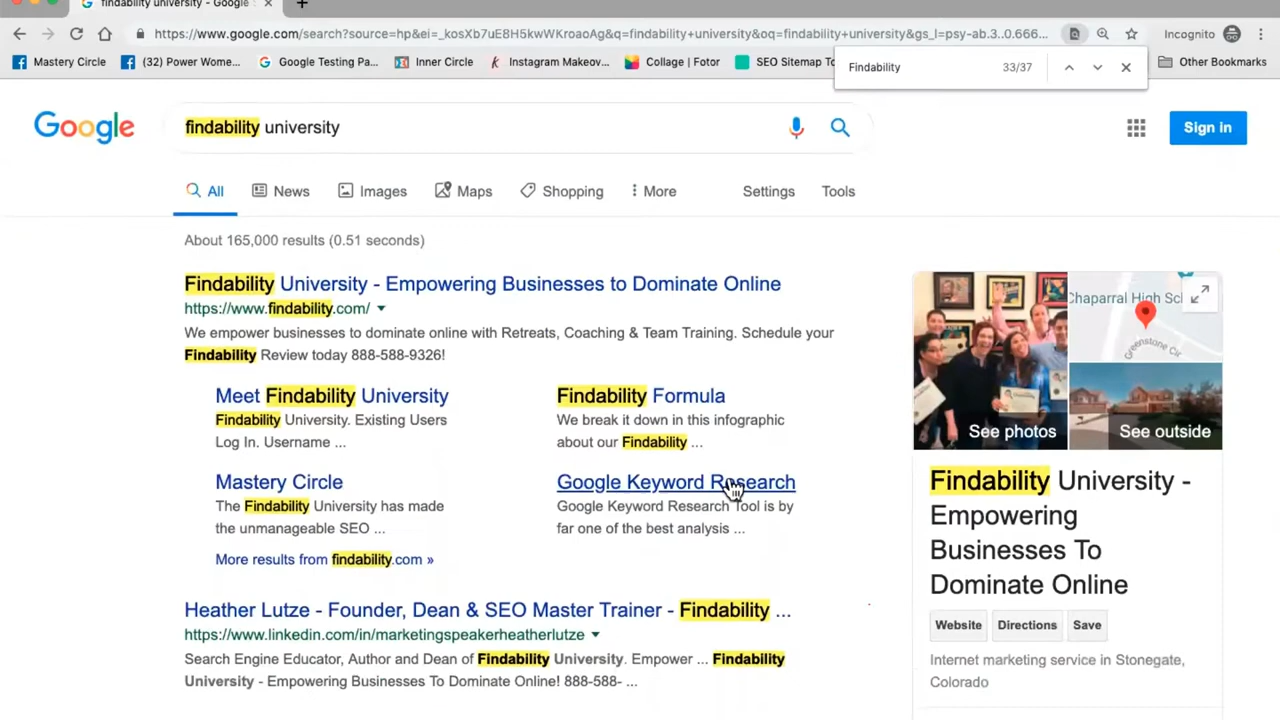 findability university - Google
https://www.google.com/search?source=hp&ei=_kosXb7uE8H5kwWKroaoAg&q=findability+university&oq=findability+university&gs_l=psy-ab.3..0.666...
Incognito
Mastery Circle
(32) Power Wome...
Google Testing Pa...
Inner Circle
Instagram Makeov...
Collage | Fotor
SEO Sitemap To
Other Bookmarks
Findability 33/37
Google
findability university
Sign in
All News Images Maps Shopping More Settings Tools
About 165,000 results (0.51 seconds)
Findability University - Empowering Businesses to Dominate Online
https://www.findability.com/
We empower businesses to dominate online with Retreats, Coaching & Team Training. Schedule your
Findability Review today 888-588-9326!
Meet Findability University
Findability University. Existing Users
Log In. Username ...
Findability Formula
We break it down in this infographic
about our Findability ...
Mastery Circle
The Findability University has made
the unmanageable SEO ...
Google Keyword Research
Google Keyword Research Tool is by
far one of the best analysis ...
More results from findability.com »
Heather Lutze - Founder, Dean & SEO Master Trainer - Findability ...
https://www.linkedin.com/in/marketingspeakerheatherlutze
Search Engine Educator, Author and Dean of Findability University. Empower ... Findability
University - Empowering Businesses To Dominate Online! 888-588- ...
Chaparral High Sc
Greenstone Cir
See photos
See outside
Findability University -
Empowering
Businesses To
Dominate Online
Website Directions Save
Internet marketing service in Stonegate,
Colorado